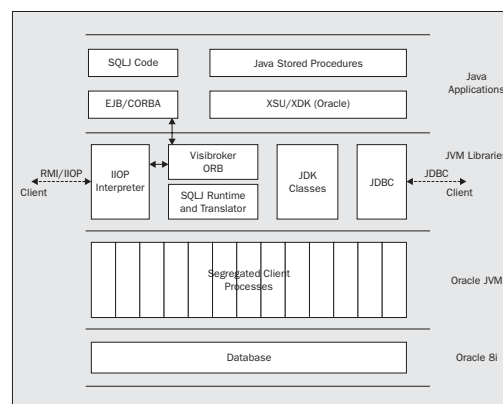 SQLJ Code
Java Stored Procedures
Java
Applications
EJB/CORBA
XSU/XDK (Oracle)
JVM Libraries
RMI/IIOP
Client
IIOP
Interpreter
Visibroker
ORB
SQLJ Runtime
and Translator
JDK
Classes
JDBC
JDBC
Client
Segregated Client
Processes
Oracle JVM
Database
Oracle 8i